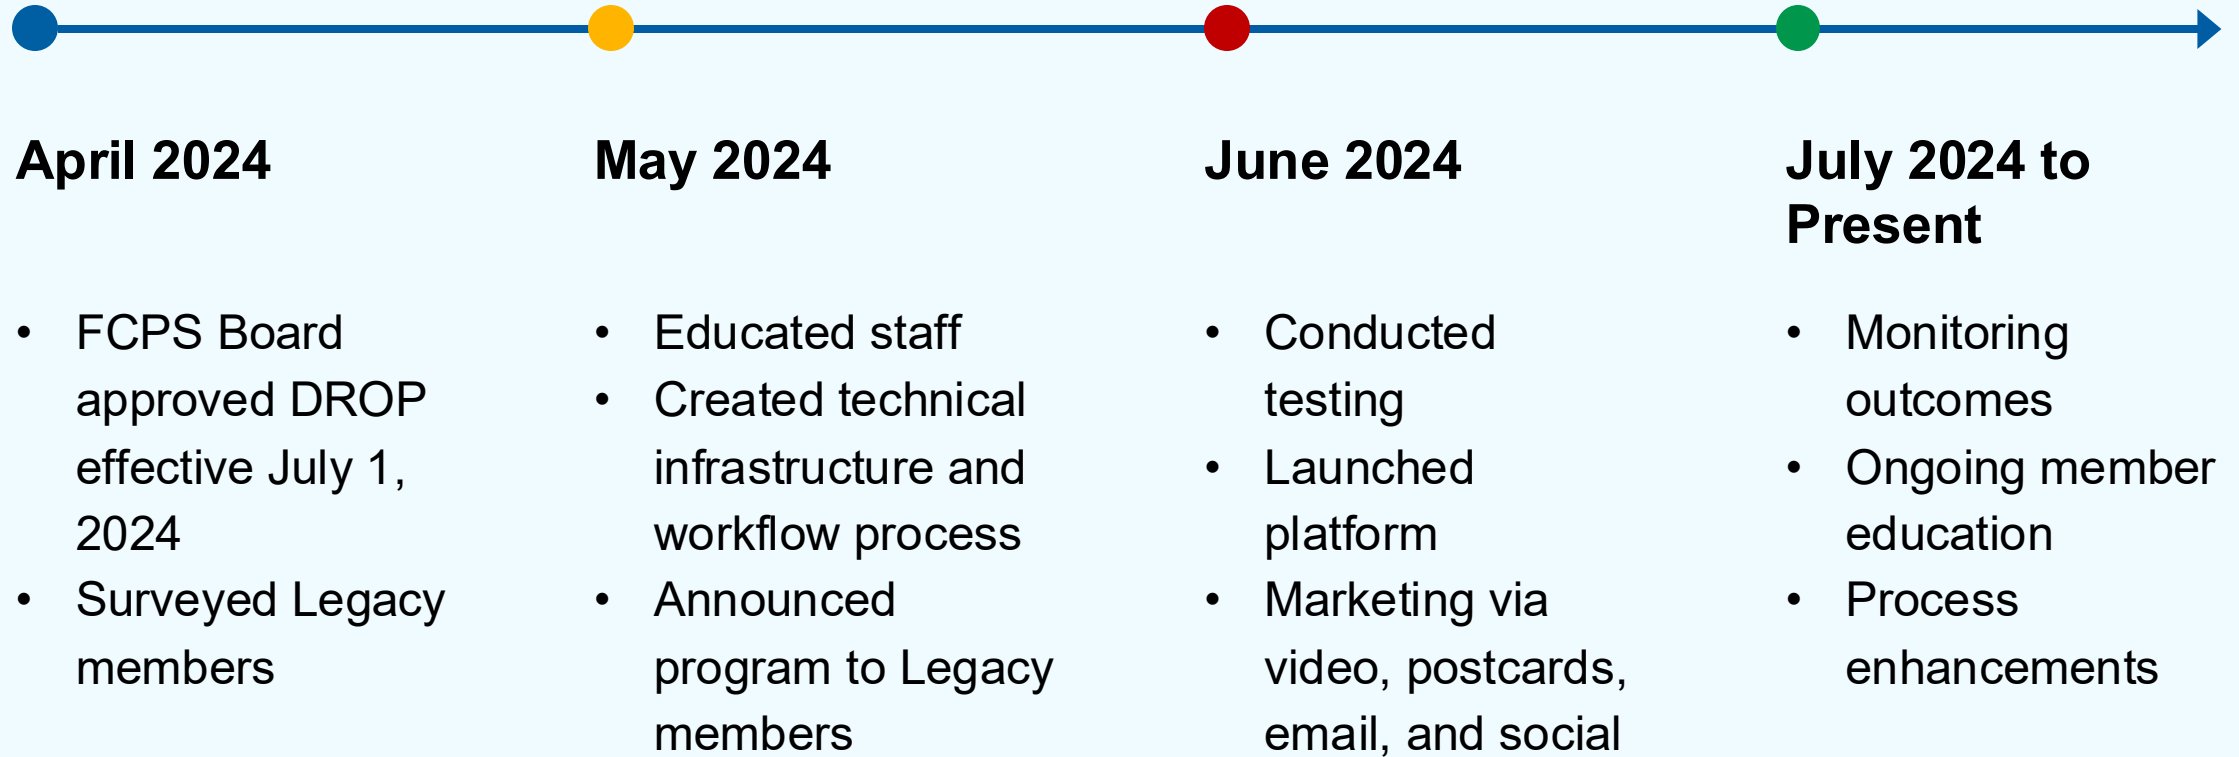 April 2024
• FCPS Board
approved DROP
effective July 1,
2024
• Surveyed Legacy
members
May 2024
• Educated staff
• Created technical
infrastructure and
workflow process
• Announced
program to Legacy
members
June 2024
• Conducted
testing
• Launched
platform
• Marketing via
video, postcards,
email, and social
July 2024 to
Present
• Monitoring
outcomes
• Ongoing member
education
• Process
enhancements